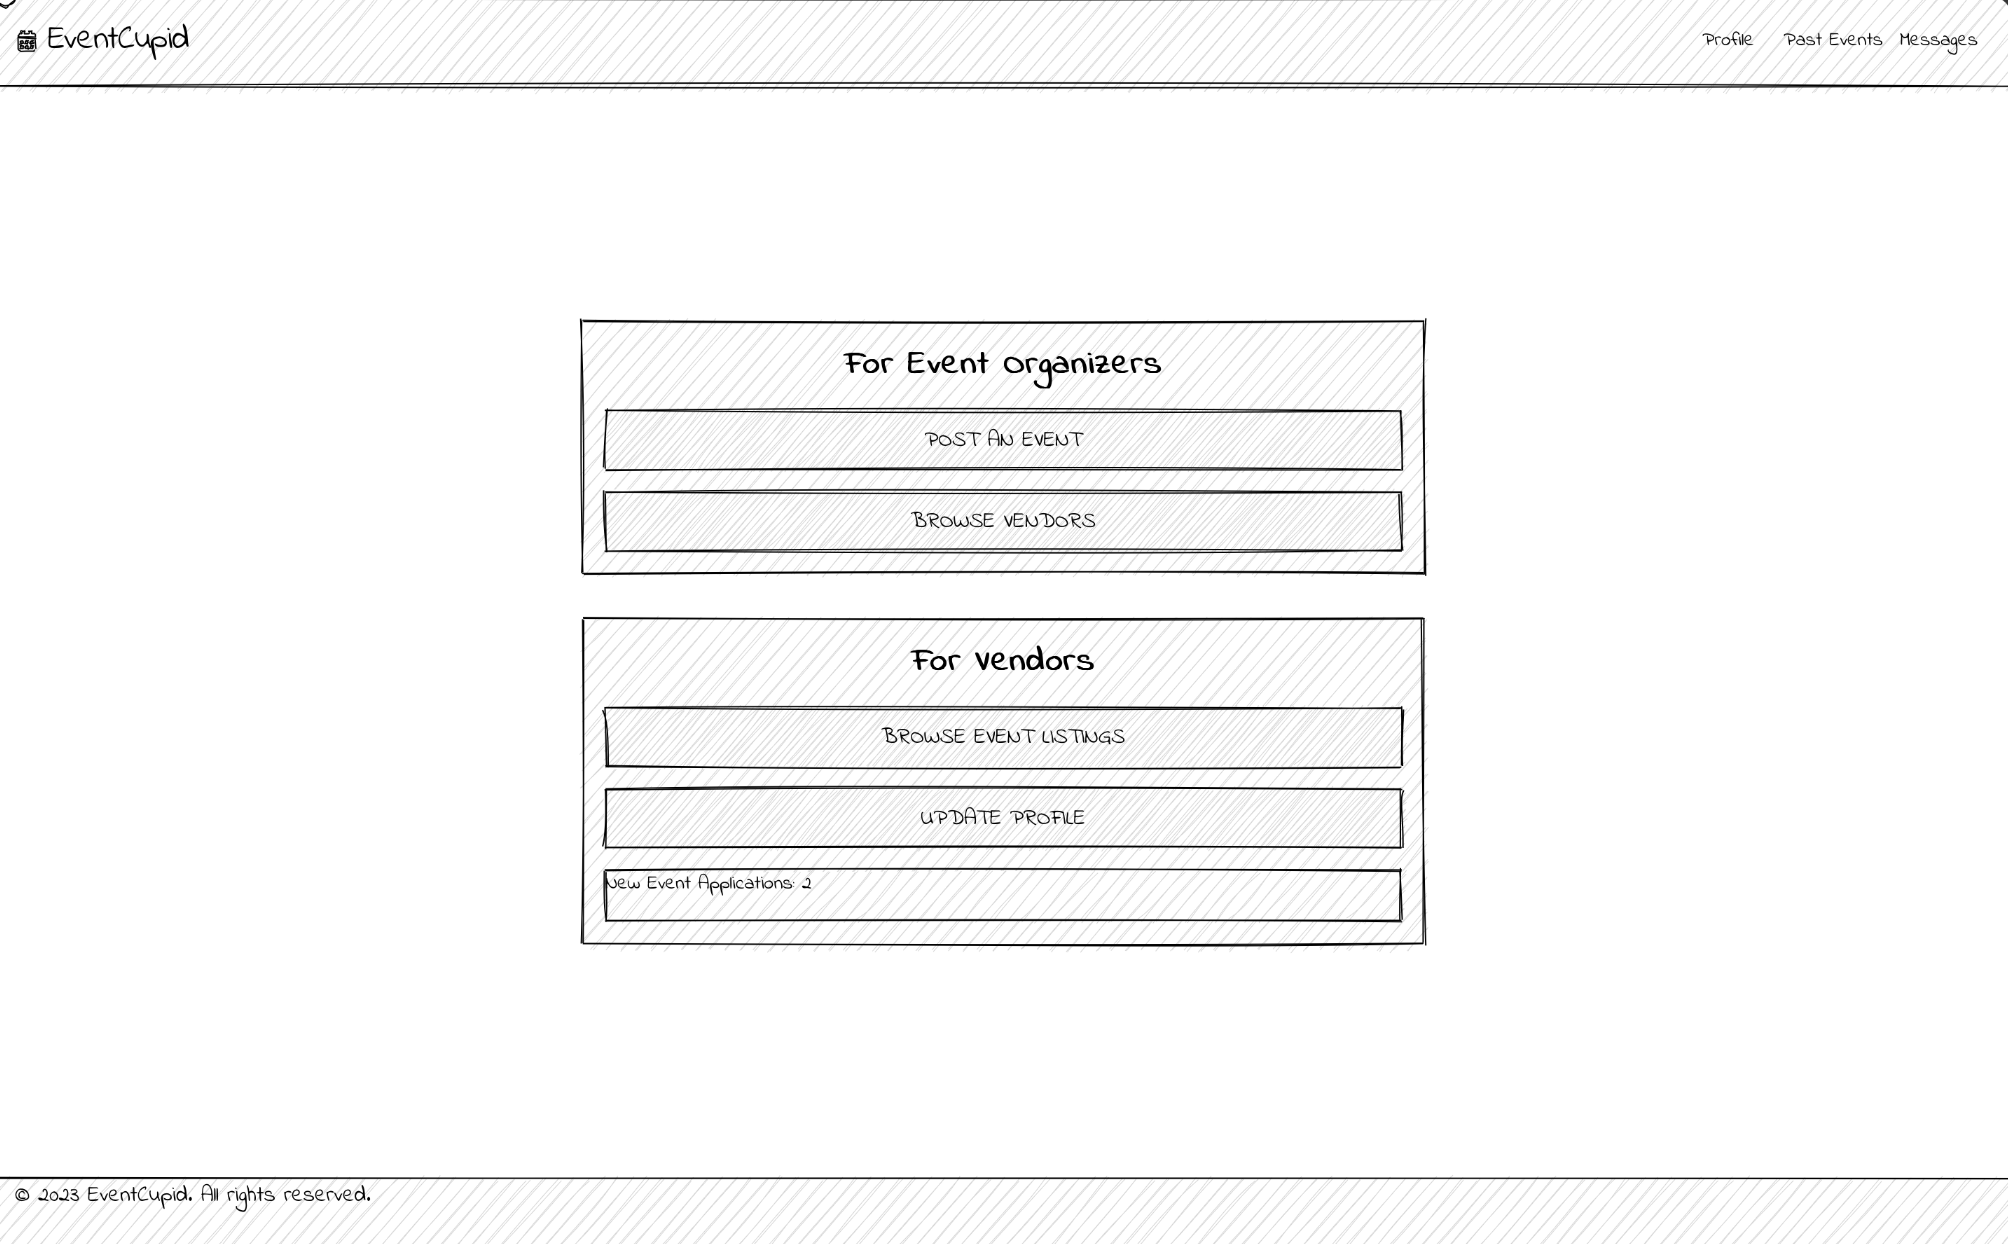 EventCupid
Profile Past Events Messages
For Event Organizers
POST AN EVENT
BROWSE VENDORS
For Vendors
BROWSE EVENT LISTINGS
UPDATE PROFILE
New Event Applications: 2
© 2023 EventCupid. All rights reserved.